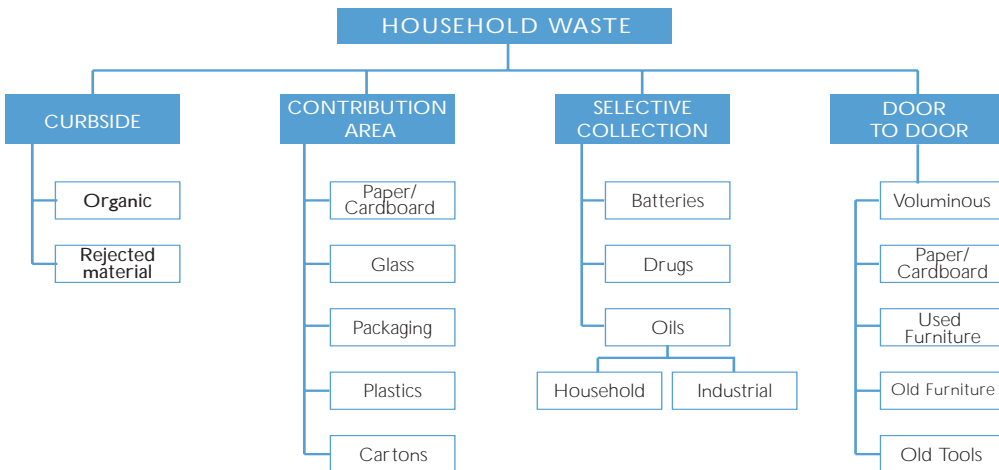 HOUSEHOLD WASTE
CURBSIDE
Organic
Rejected
material
CONTRIBUTION
AREA
Paper/
Cardboard
Glass
Packaging
Plastics
Cartons
SELECTIVE
COLLECTION
Batteries
Drugs
Oils
Household
Industrial
DOOR
TO DOOR
Voluminous
Paper/
Cardboard
Used
Furniture
Old Furniture
Old Tools